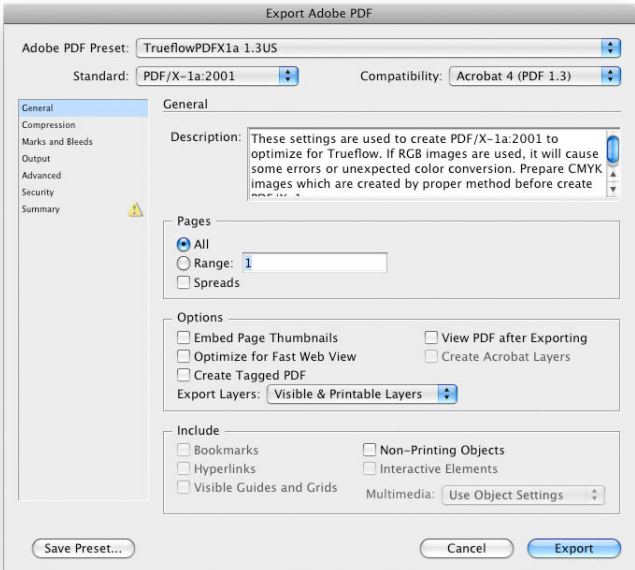 Export Adobe PDF
Adobe PDF Preset: TrueflowPDFX1a 1.3US
Standard: PDF/X-1a:2001 Compatibility: Acrobat 4 (PDF 1.3)
General
Compression
Marks and Bleeds
Output
Advanced
Security
Summary
General
Description: These settings are used to create PDF/X-1a:2001 to
optimize for Trueflow. If RGB images are used, it will cause
some errors or unexpected color conversion. Prepare CMYK
images which are created by proper method before create
Pages
All
Range: 1
Spreads
Options
Embed Page Thumbnails View PDF after Exporting
Optimize for Fast Web View Create Acrobat Layers
Create Tagged PDF
Export Layers: Visible & Printable Layers
Include
Bookmarks Non-Printing Objects
Hyperlinks Interactive Elements
Visible Guides and Grids Multimedia: Use Object Settings
Save Preset... Cancel Export